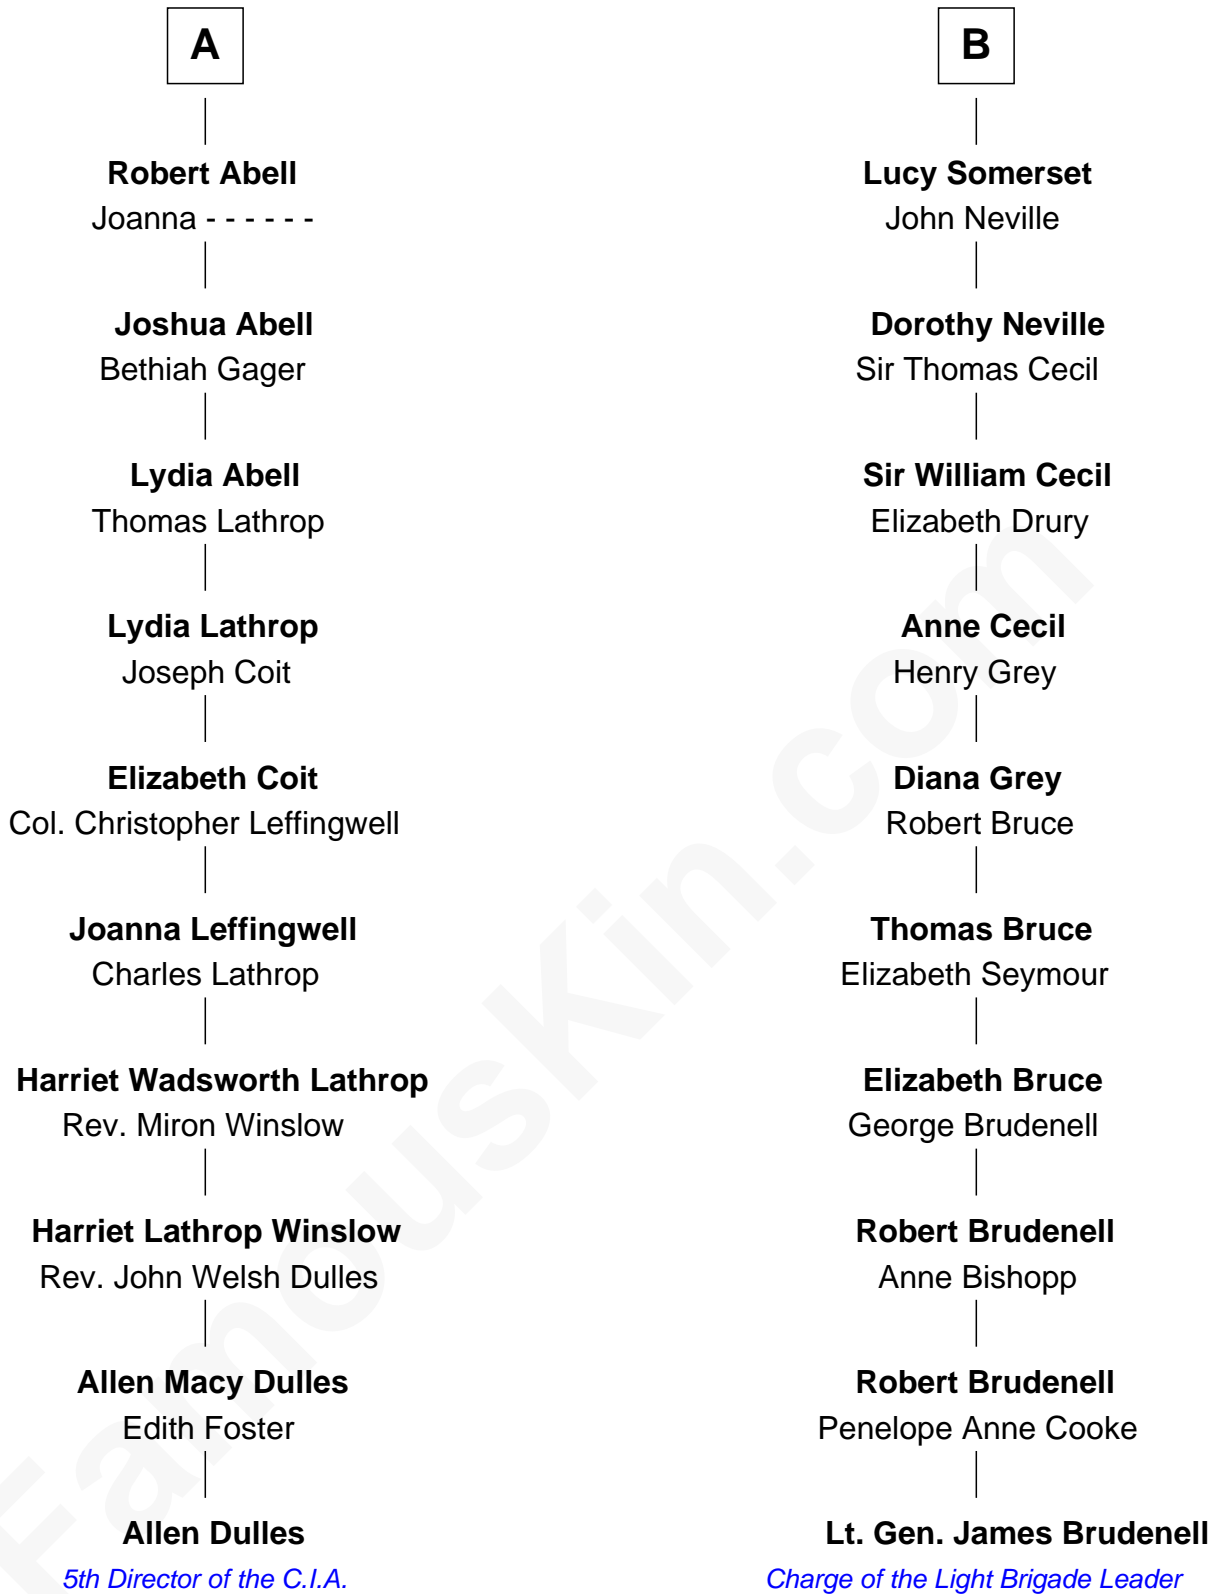 A
Robert Abell
Joanna - - - - - -
Joshua Abell
Bethiah Gager
Lydia Abell
Thomas Lathrop
Lydia Lathrop
Joseph Coit
Elizabeth Coit
Col. Christopher Leffingwell
Joanna Leffingwell
Charles Lathrop
Harriet Wadsworth Lathrop
Rev. Miron Winslow
Harriet Lathrop Winslow
Rev. John Welsh Dulles
Allen Macy Dulles
Edith Foster
Allen Dulles
5th Director of the C.I.A.
B
Lucy Somerset
John Neville
Dorothy Neville
Sir Thomas Cecil
Sir William Cecil
Elizabeth Drury
Anne Cecil
Henry Grey
Diana Grey
Robert Bruce
Thomas Bruce
Elizabeth Seymour
Elizabeth Bruce
George Brudenell
Robert Brudenell
Anne Bishopp
Robert Brudenell
Penelope Anne Cooke
Lt. Gen. James Brudenell
Charge of the Light Brigade Leader
FamousKin.com